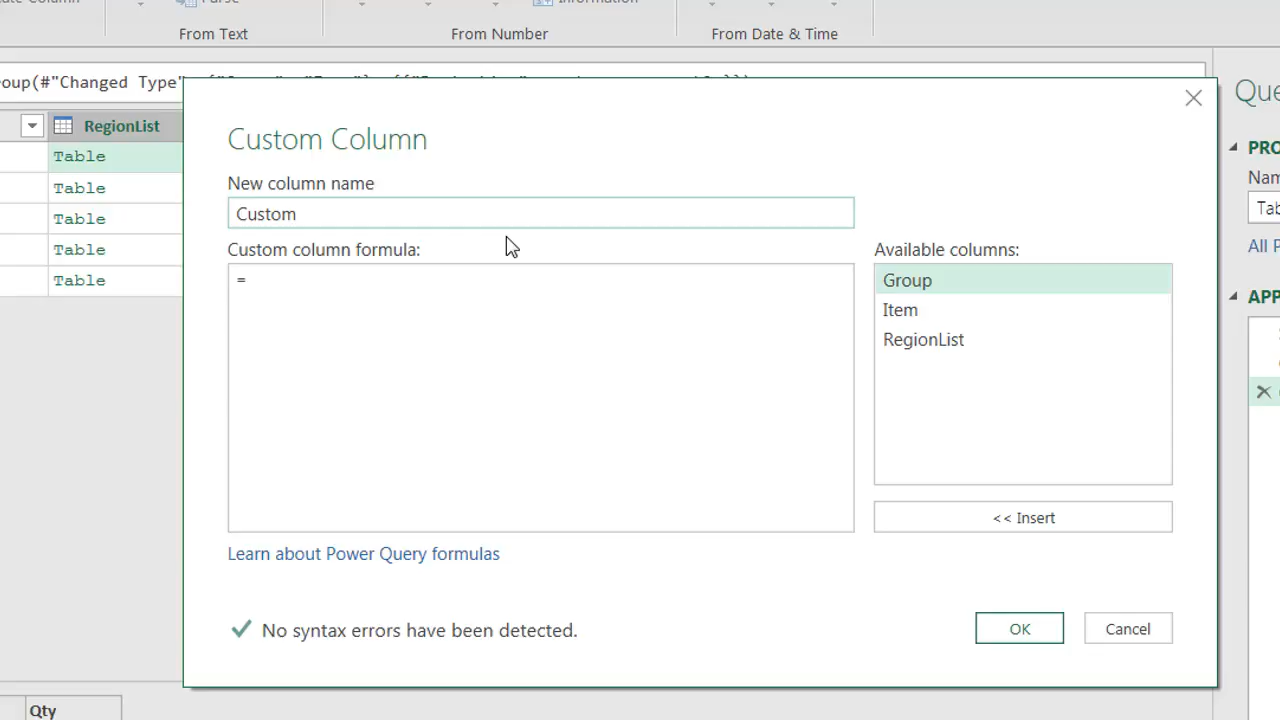 From Text
From Number
From Date & Time
oup(#"Changed Type"
RegionList
Table
Table
Table
Table
Table
Custom Column
New column name
Custom
Custom column formula:
=
Available columns:
Group
Item
RegionList
<< Insert
Learn about Power Query formulas
No syntax errors have been detected.
OK
Cancel
Que
PRO
Nam
Tab
All P
APP
Qty